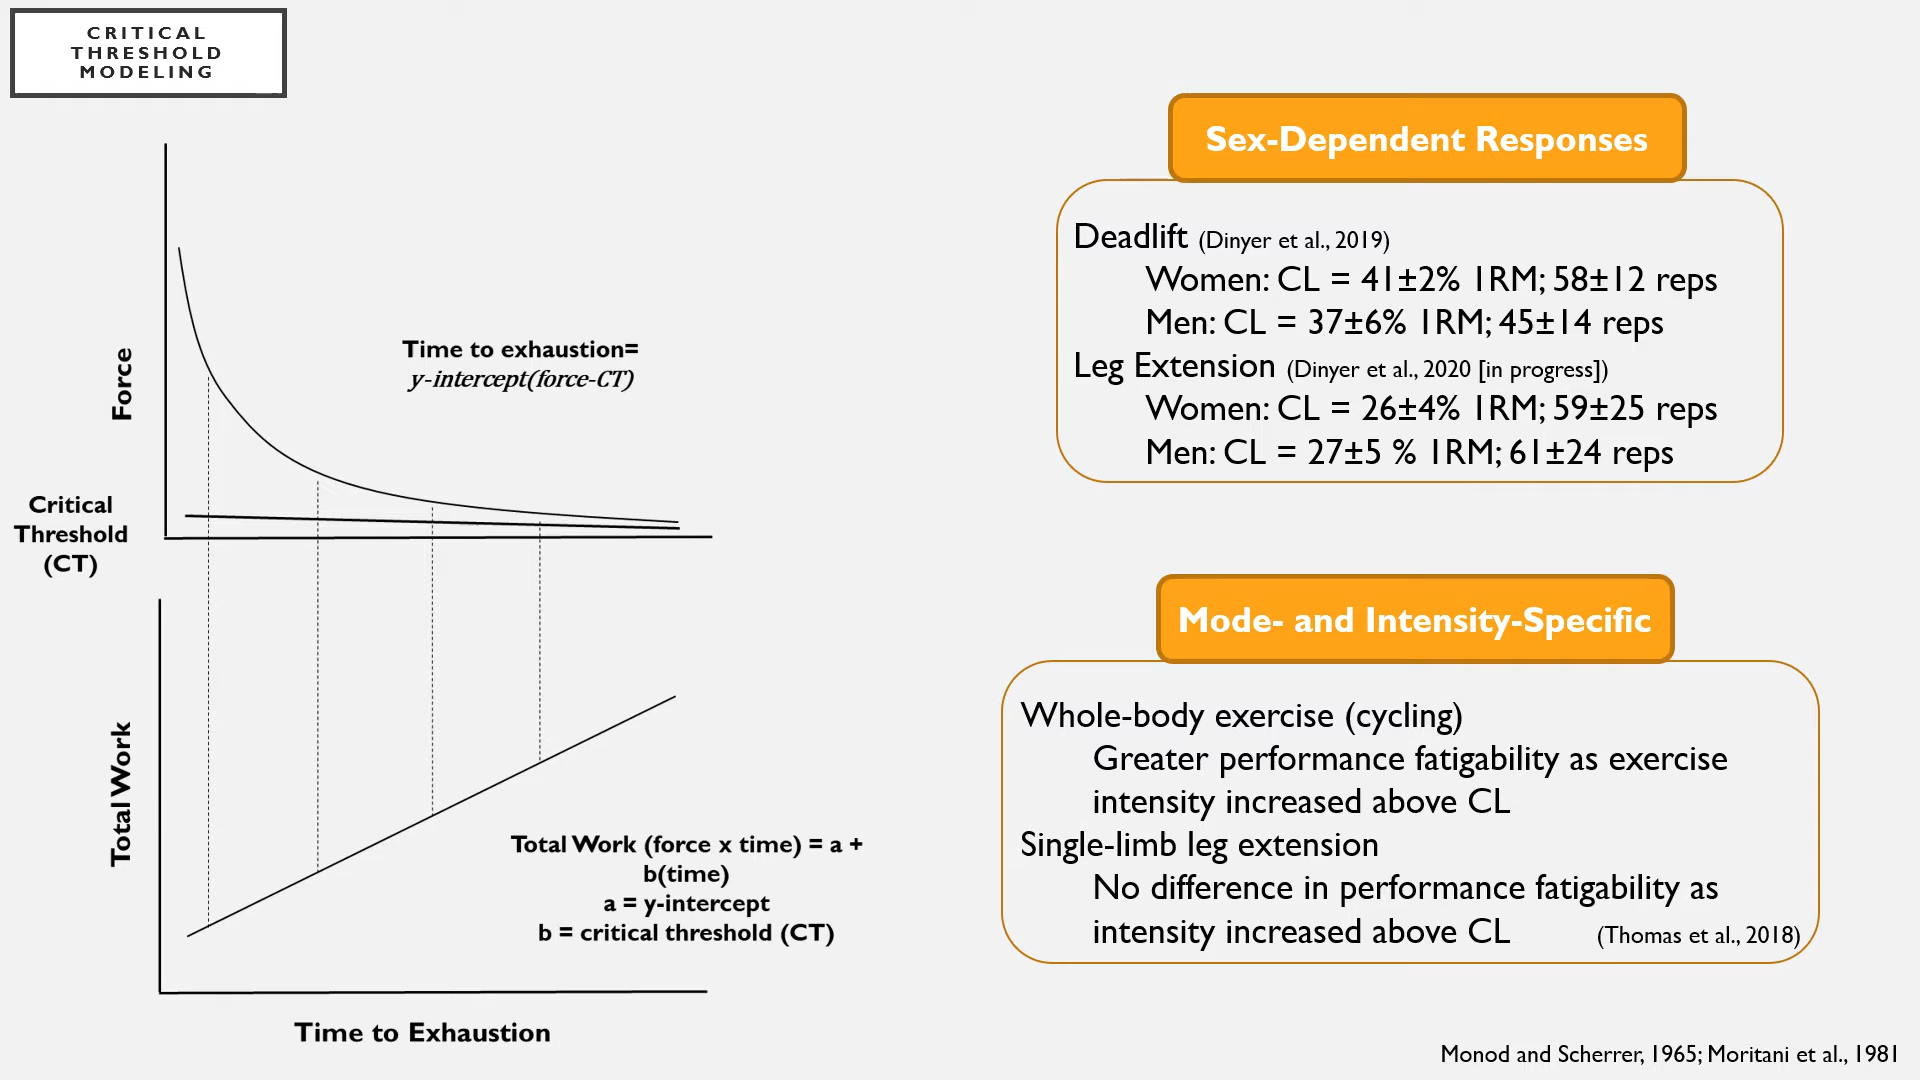 CRITICAL
THRESHOLD
MODELING
Force
Time to exhaustion=
y-intercept(force-CT)
Critical
Threshold
(CT)
Total Work
Total Work (force x time) = a +
b(time)
a = y-intercept
b = critical threshold (CT)
Time to Exhaustion
Sex-Dependent Responses
Deadlift (Dinyer et al., 2019)
Women: CL = 41±2% 1RM; 58±12 reps
Men: CL = 37±6% 1RM; 45±14 reps
Leg Extension (Dinyer et al., 2020 [in progress])
Women: CL = 26±4% 1RM; 59±25 reps
Men: CL = 27±5 % 1RM; 61±24 reps
Mode- and Intensity-Specific
Whole-body exercise (cycling)
Greater performance fatigability as exercise
intensity increased above CL
Single-limb leg extension
No difference in performance fatigability as
intensity increased above CL (Thomas et al., 2018)
Monod and Scherrer, 1965; Moritani et al., 1981